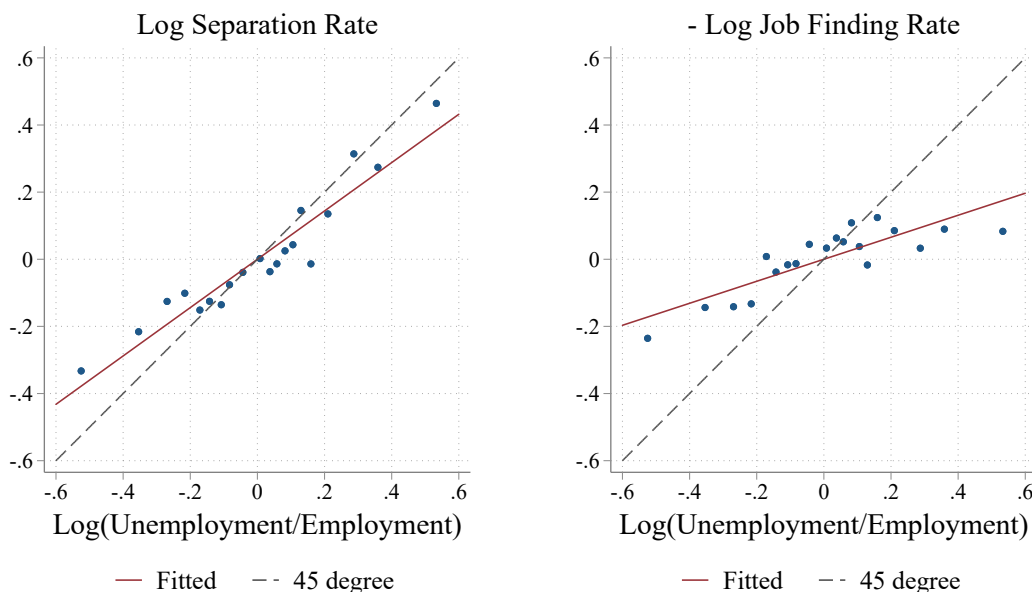 Log Separation Rate
.6
.4
.2
0
-.2
-.4
-.6
-.6 -.4 -.2 0 .2 .4 .6
Log(Unemployment/Employment)
Fitted 45 degree
- Log Job Finding Rate
.6
.4
.2
0
-.2
-.4
-.6
-.6 -.4 -.2 0 .2 .4 .6
Log(Unemployment/Employment)
Fitted 45 degree